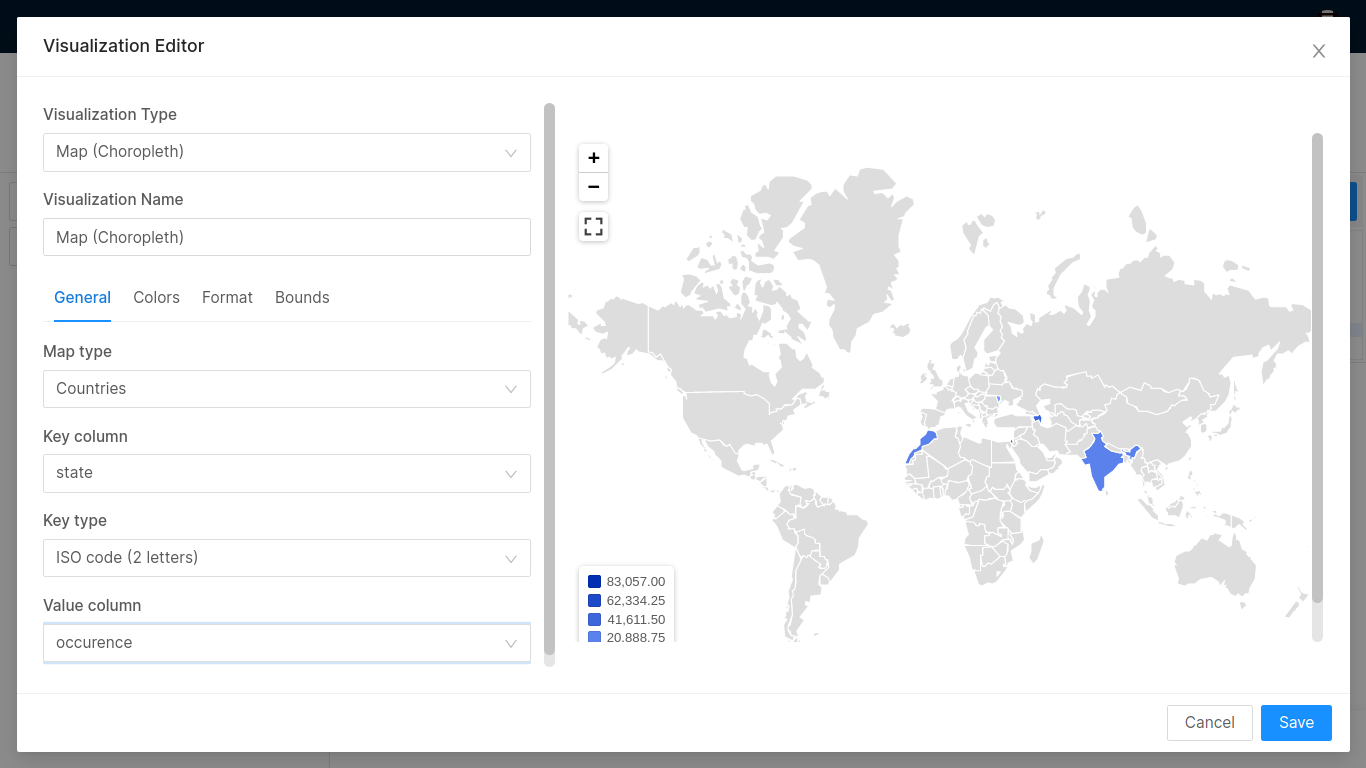 Visualization Editor
Visualization Type
Map (Choropleth)
Visualization Name
Map (Choropleth)
General Colors Format Bounds
Map type
Countries
Key column
state
Key type
ISO code (2 letters)
Value column
occurence
+
−
83,057.00
62,334.25
41,611.50
20,888.75
Cancel Save